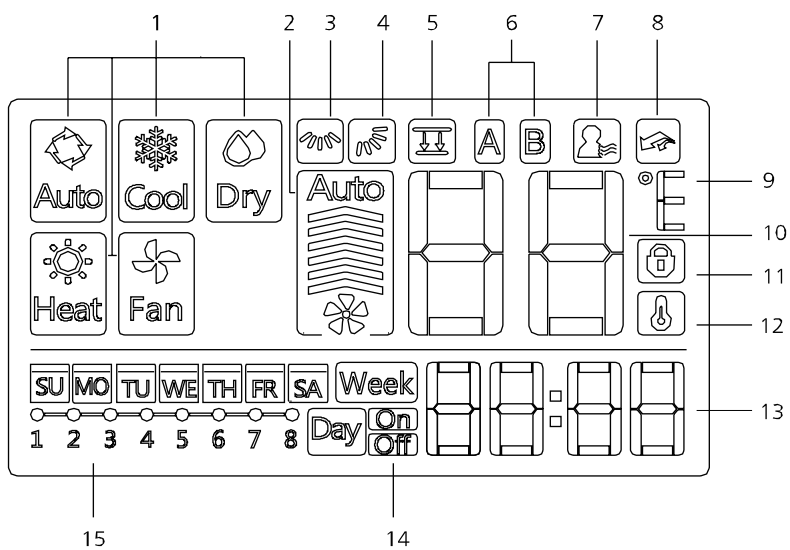 1 2 3 4 5 6 7 8
A B
Auto Cool Dry
Auto
9
10
Heat Fan
11
12
SU MO TU WE TH FR SA Week
88:88
13
1 2 3 4 5 6 7 8
Day On
Off
15 14